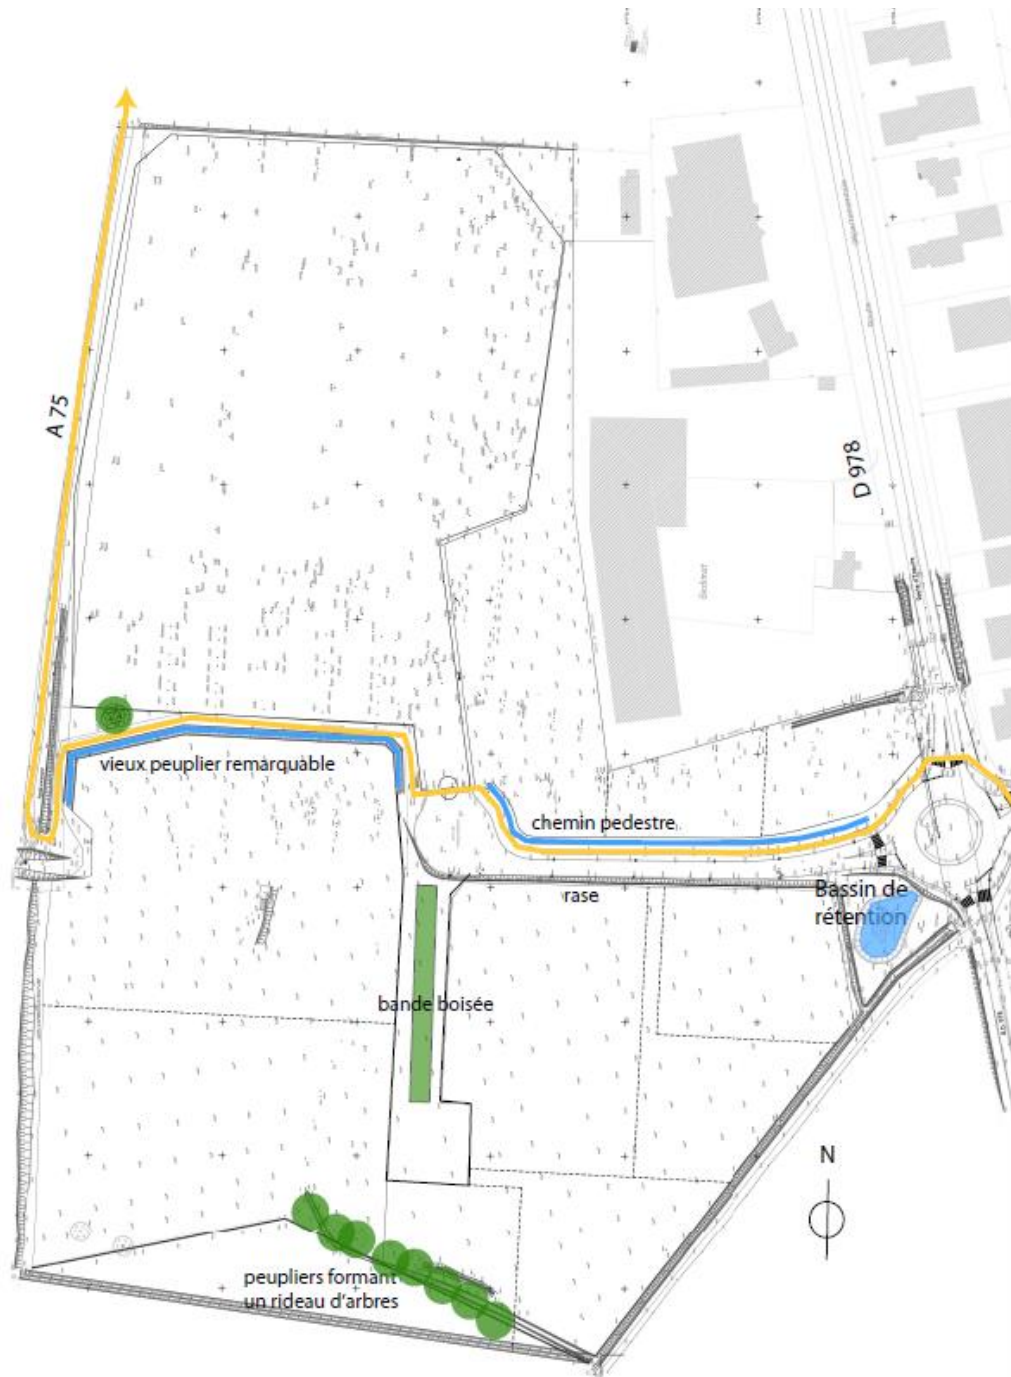 A 75
D 978
vieux peuplier remarquable
chemin pedestre
rase
Bassin de
rétention
bande boisée
N
peupliers formant
un rideau d'arbres